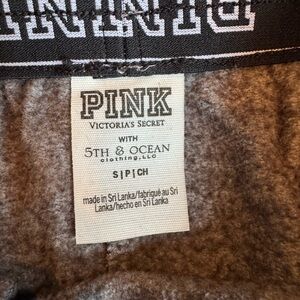 PINK
VICTORIA'S SECRET
WITH
5TH & OCEAN
clothing, LLC
S|P|CH
made in Sri Lanka/fabriqué au Sri
Lanka/hecho en Sri Lanka